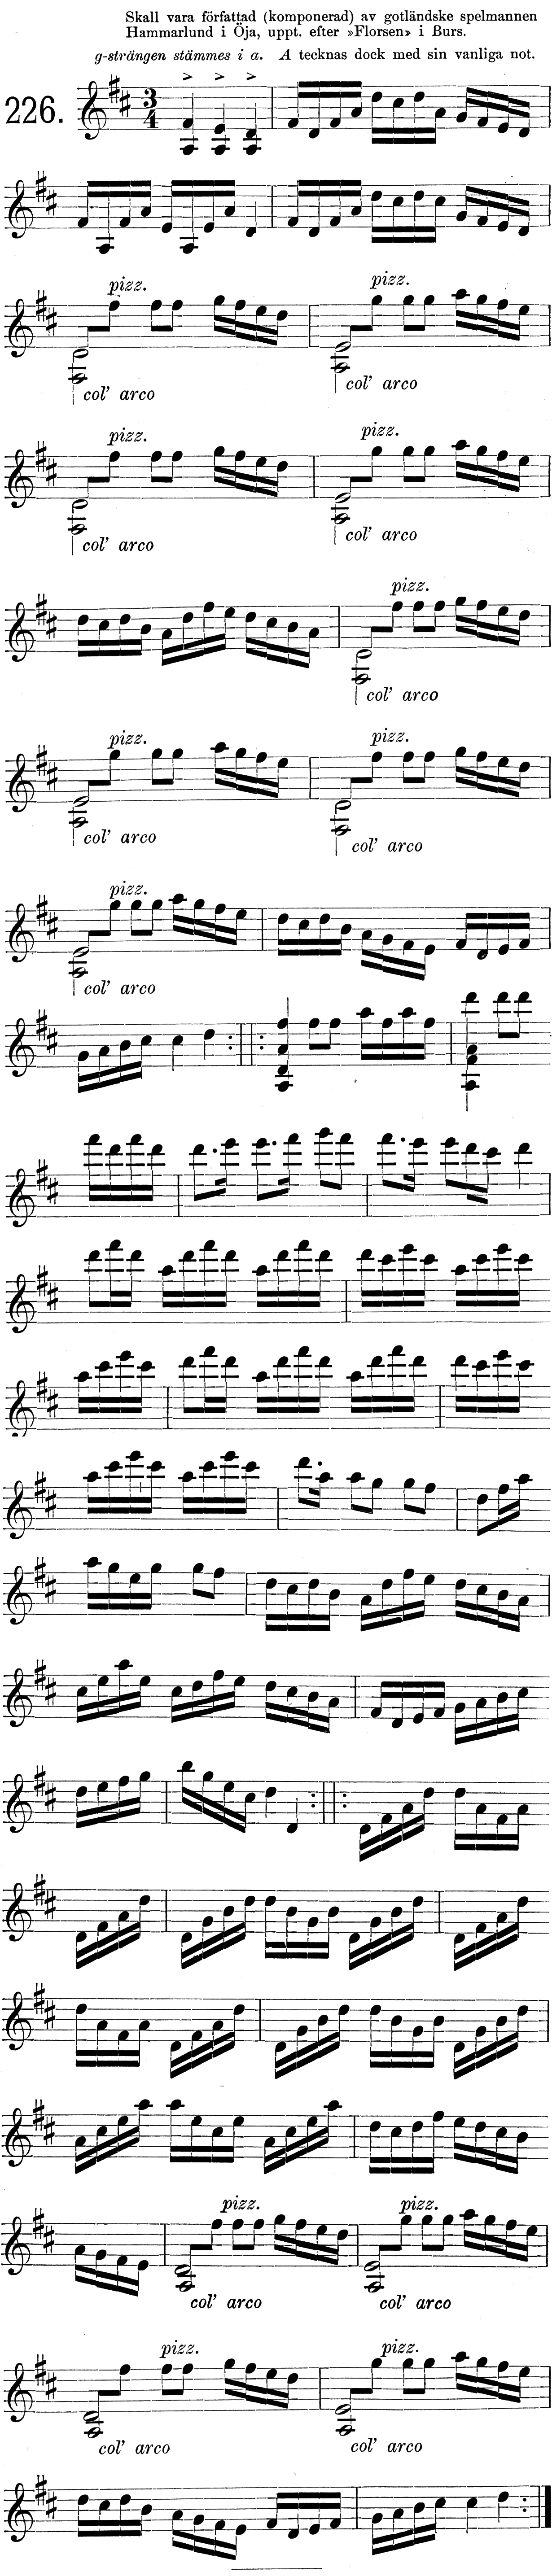 Skall vara författad (komponerad) av gotländske spelmannen
Hammarlund i Öja, uppt. efter »Florsen» i Burs.
g-strängen stämmes i a. A tecknas dock med sin vanliga not.
226.
3
4
pizz. pizz.
col' arco col' arco
pizz. pizz.
col' arco col' arco
pizz.
col' arco
pizz. pizz.
col' arco col' arco
pizz.
col' arco
pizz. pizz.
col' arco col' arco
pizz. pizz.
col' arco col' arco